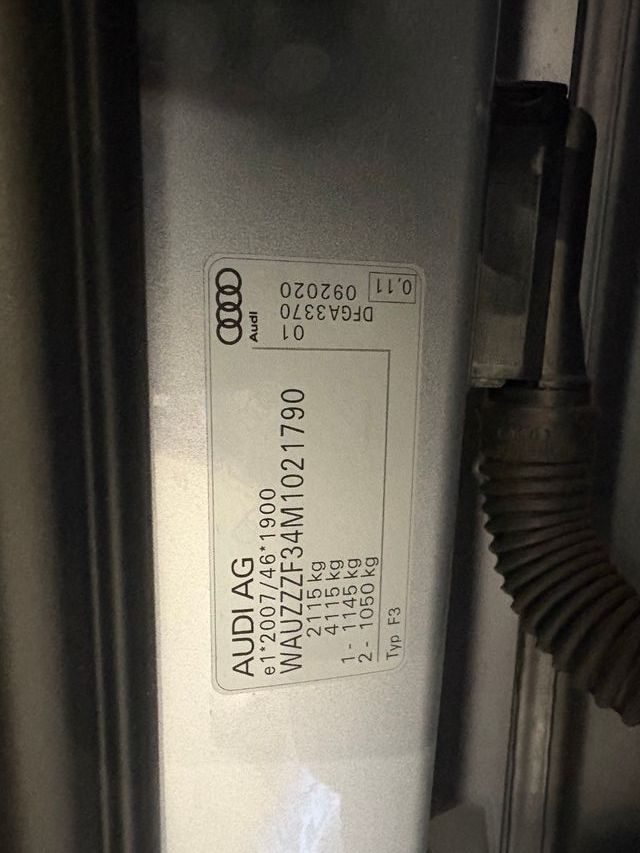 AUDI AG
e1*2007/46*1900
WAUZZZF34M1021790
2115 kg
4115 kg
1- 1145 kg
2- 1050 kg
Typ F3
Audi
01
DFGA3370
092020
0,11